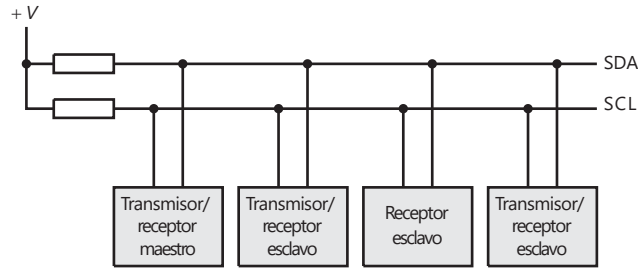 +V
SDA
SCL
Transmisor/
receptor
maestro
Transmisor/
receptor
esclavo
Receptor
esclavo
Transmisor/
receptor
esclavo